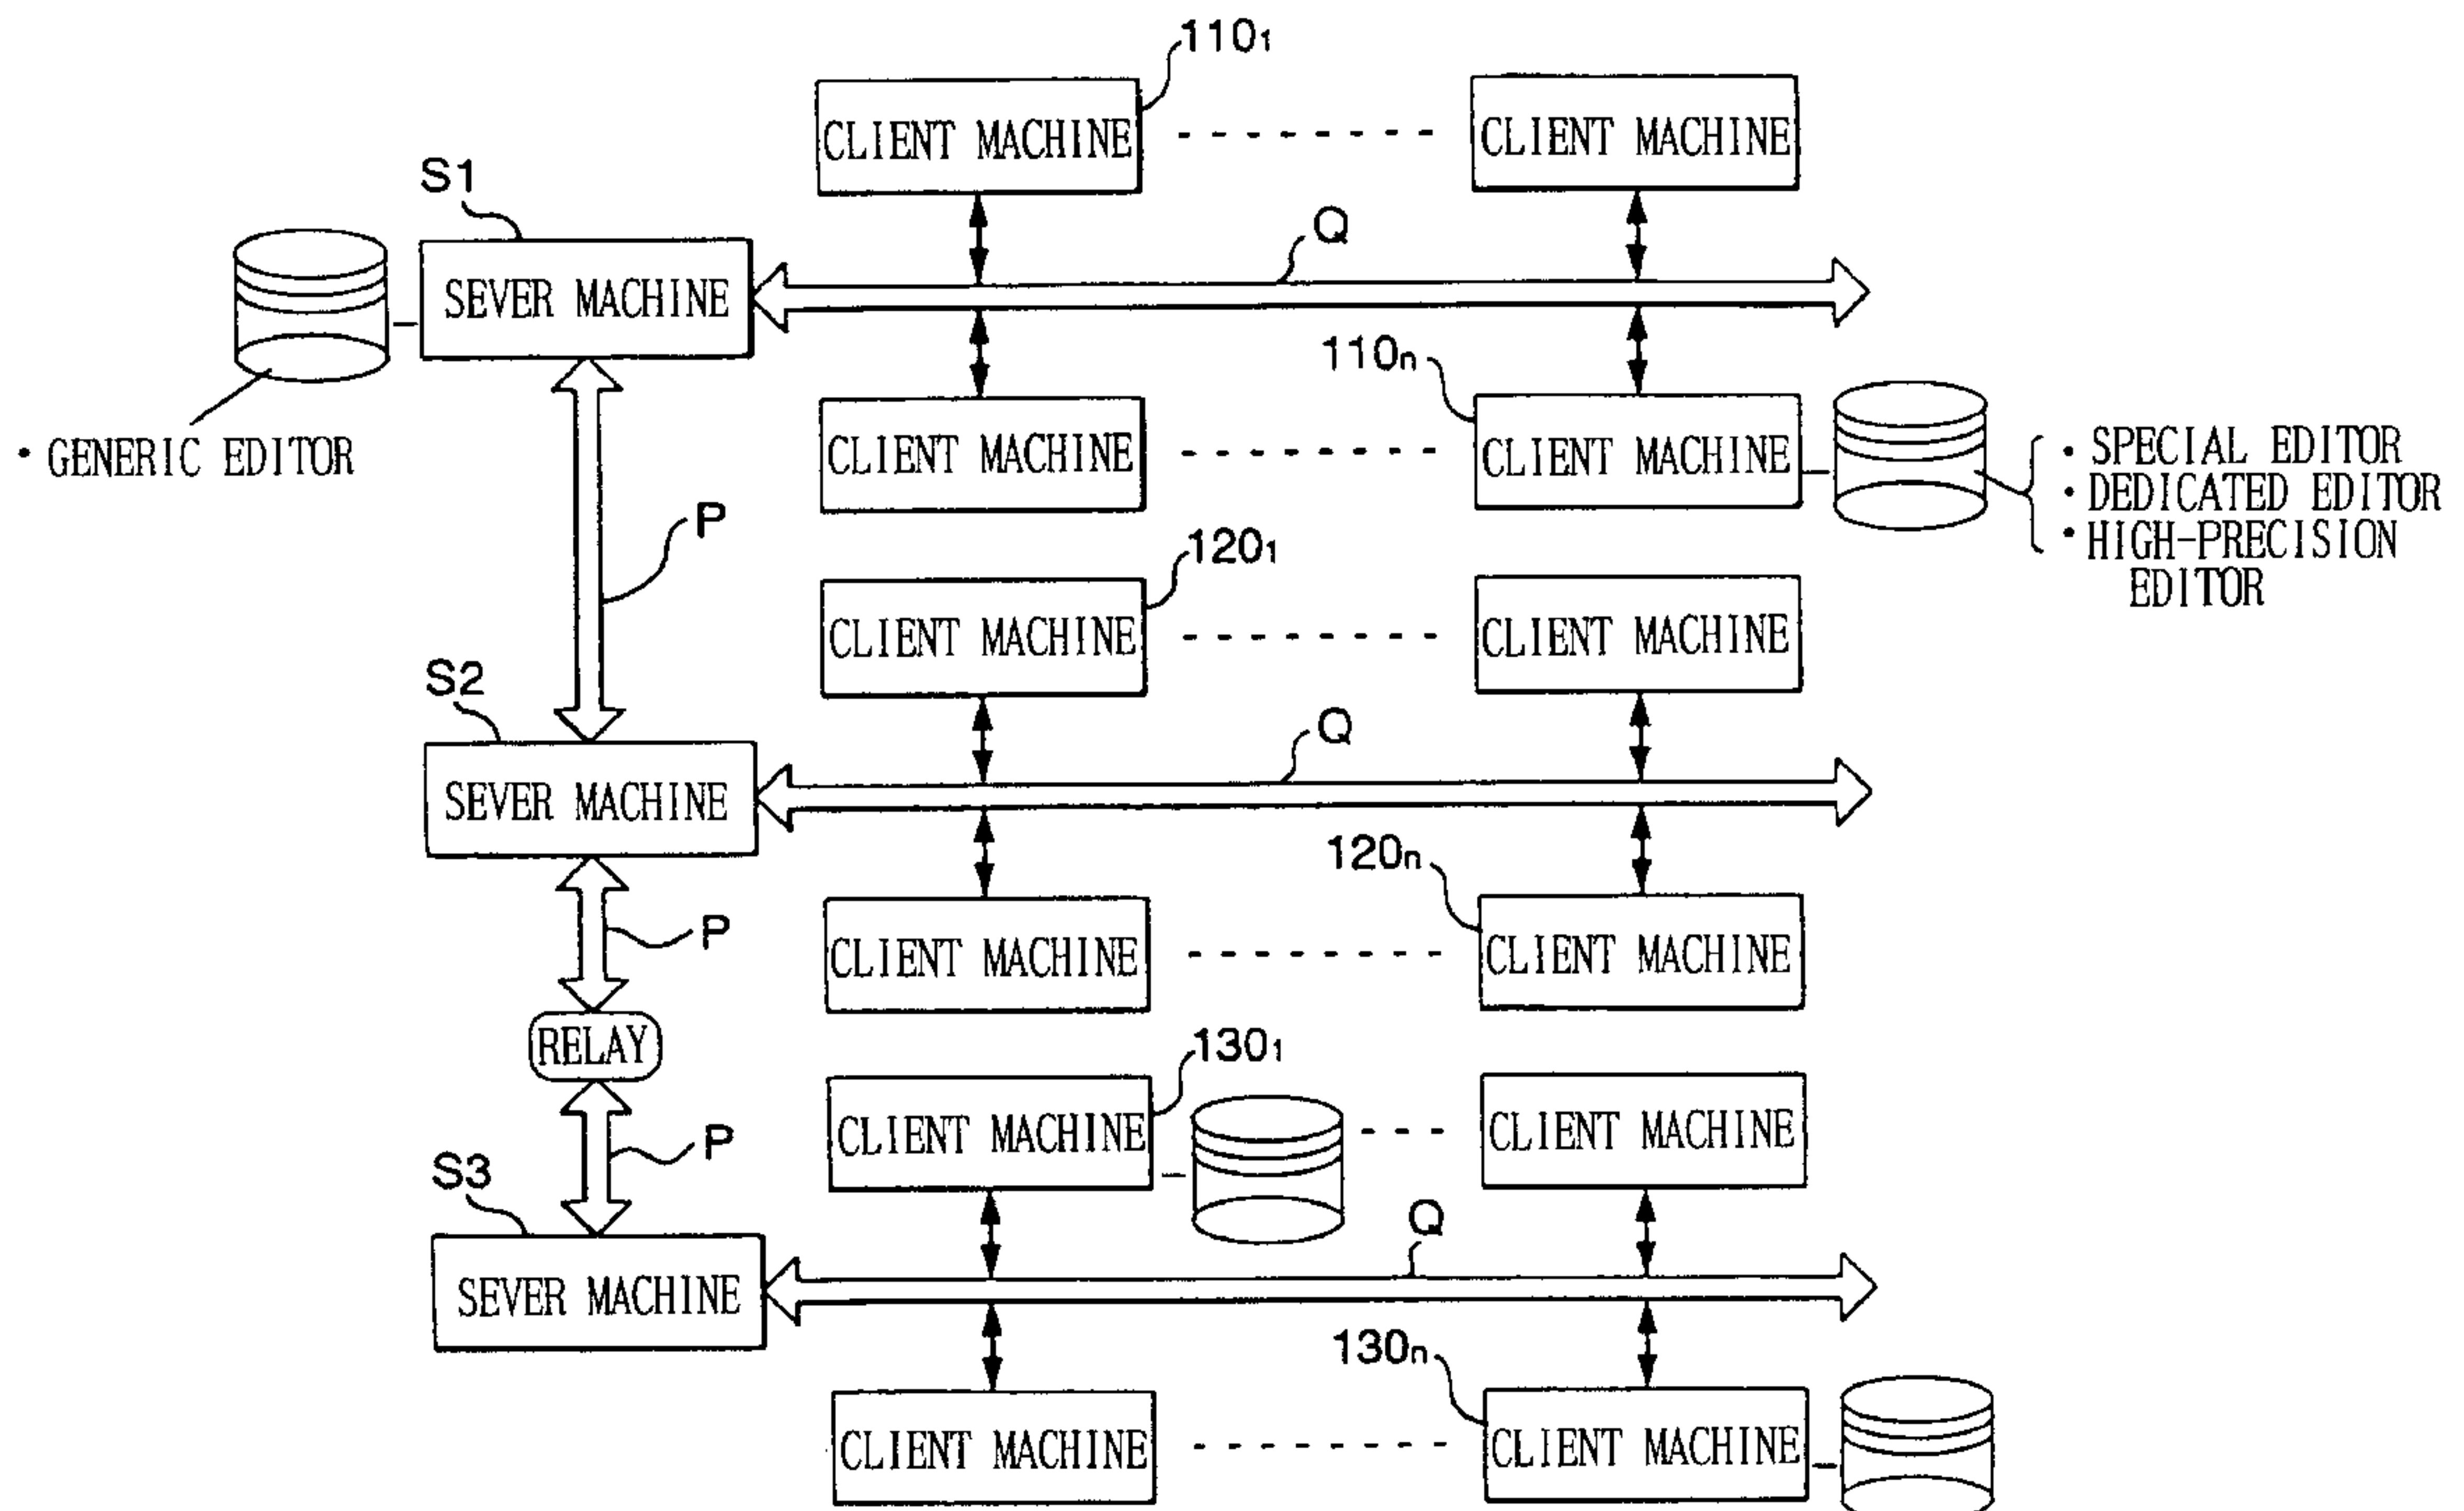 110₁
CLIENT MACHINE
CLIENT MACHINE
S1
Q
SEVER MACHINE
110ₙ
• GENERIC EDITOR
CLIENT MACHINE
CLIENT MACHINE
• SPECIAL EDITOR
• DEDICATED EDITOR
• HIGH-PRECISION
EDITOR
P
120₁
CLIENT MACHINE
CLIENT MACHINE
S2
Q
SEVER MACHINE
120ₙ
P
CLIENT MACHINE
CLIENT MACHINE
RELAY
130₁
CLIENT MACHINE
CLIENT MACHINE
P
S3
Q
SEVER MACHINE
130ₙ
CLIENT MACHINE
CLIENT MACHINE